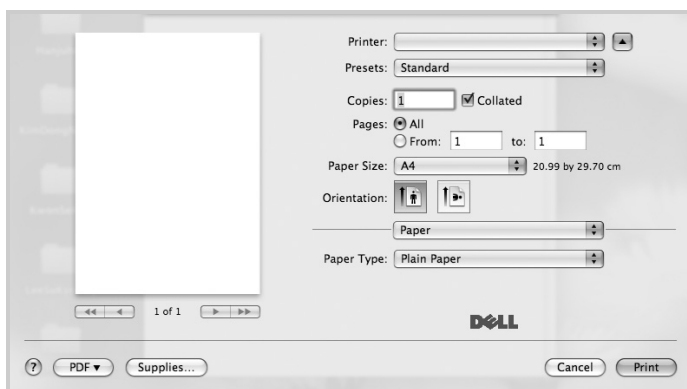 Printer:
Presets: Standard
Copies: 1 Collated
Pages: All
From: 1 to: 1
Paper Size: A4 20.99 by 29.70 cm
Orientation:
Paper
Paper Type: Plain Paper
1 of 1
DELL
? PDF Supplies... Cancel Print